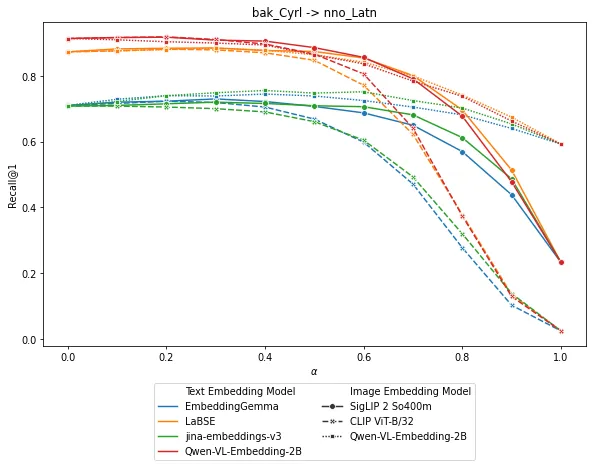 bak_Cyrl -> nno_Latn
Recall@1
0.8
0.6
0.4
0.2
0.0
0.0 0.2 0.4 0.6 0.8 1.0
α
Text Embedding Model Image Embedding Model
EmbeddingGemma SigLIP 2 So400m
LaBSE CLIP ViT-B/32
jina-embeddings-v3 Qwen-VL-Embedding-2B
Qwen-VL-Embedding-2B